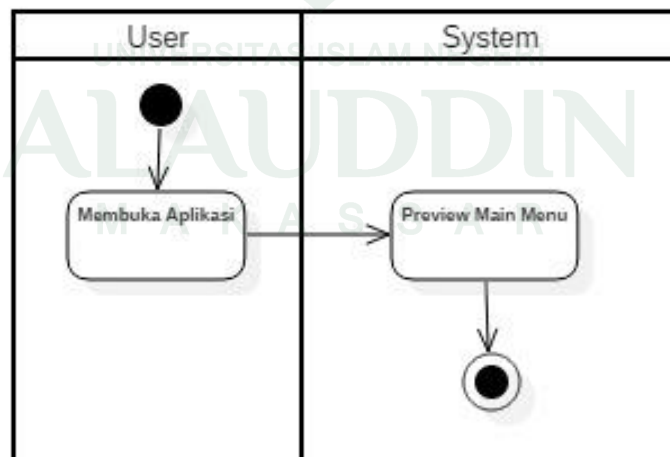 User
System
UNIVERSITAS ISLAM NEGERI
ALAUDDIN
Membuka Aplikasi
Preview Main Menu
M A K A S S A R